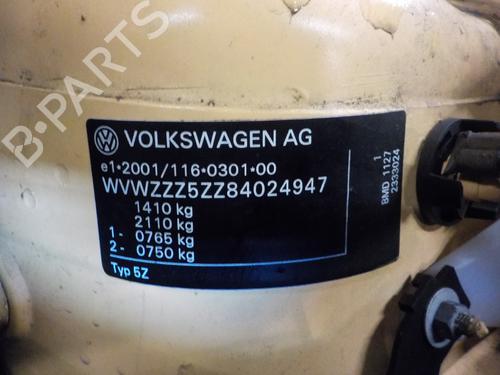 B-PARTS
VOLKSWAGEN AG
e1*2001/116*0301*00
WVWZZZ5ZZ84024947
1410 kg
2110 kg
1- 0765 kg
2- 0750 kg
Typ 5Z
1
BMD 1127
2333024